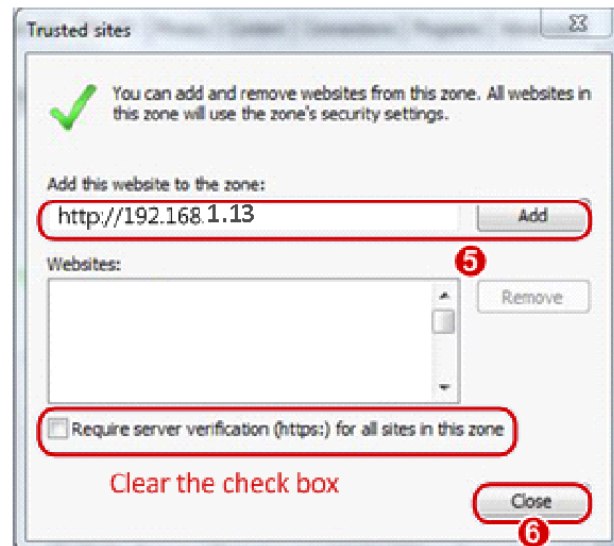 Trusted sites
You can add and remove websites from this zone. All websites in
this zone will use the zone's security settings.
Add this website to the zone:
http://192.168.1.13
Add
5
Websites:
Remove
Require server verification (https:) for all sites in this zone
Clear the check box
Close
6